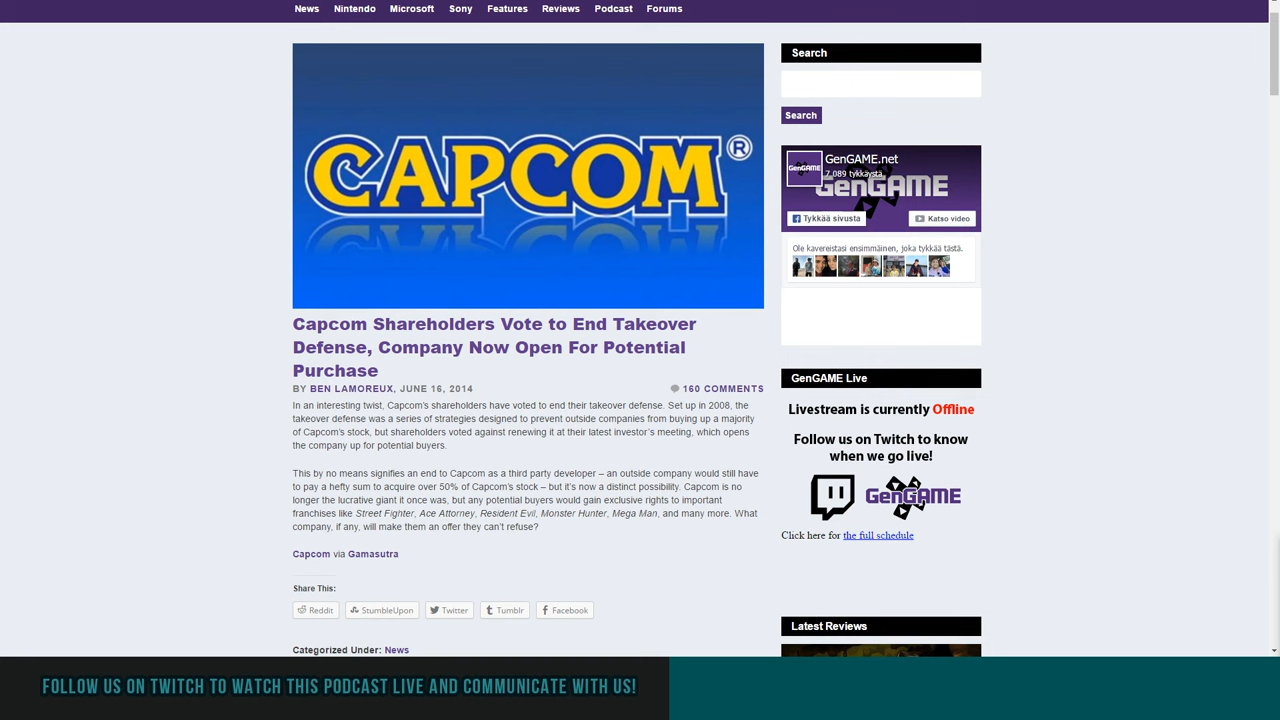 News Nintendo Microsoft Sony Features Reviews Podcast Forums
CAPCOM®
Capcom Shareholders Vote to End Takeover
Defense, Company Now Open For Potential
Purchase
BY BEN LAMOREUX, JUNE 16, 2014 160 COMMENTS
In an interesting twist, Capcom's shareholders have voted to end their takeover defense. Set up in 2008, the
takeover defense was a series of strategies designed to prevent outside companies from buying up a majority
of Capcom's stock, but shareholders voted against renewing it at their latest investor's meeting, which opens
the company up for potential buyers.
This by no means signifies an end to Capcom as a third party developer – an outside company would still have
to pay a hefty sum to acquire over 50% of Capcom's stock – but it's now a distinct possibility. Capcom is no
longer the lucrative giant it once was, but any potential buyers would gain exclusive rights to important
franchises like Street Fighter, Ace Attorney, Resident Evil, Monster Hunter, Mega Man, and many more. What
company, if any, will make them an offer they can't refuse?
Capcom via Gamasutra
Share This:
Reddit StumbleUpon Twitter Tumblr Facebook
Categorized Under: News
Search
Search
GenGAME
GenGAME.net
7 089 tykkäystä
GenGAME
Tykkää sivusta Katso video
Ole kavereistasi ensimmäinen, joka tykkää tästä.
GenGAME Live
Livestream is currently Offline
Follow us on Twitch to know
when we go live!
GenGAME
Click here for the full schedule
Latest Reviews
FOLLOW US ON TWITCH TO WATCH THIS PODCAST LIVE AND COMMUNICATE WITH US!